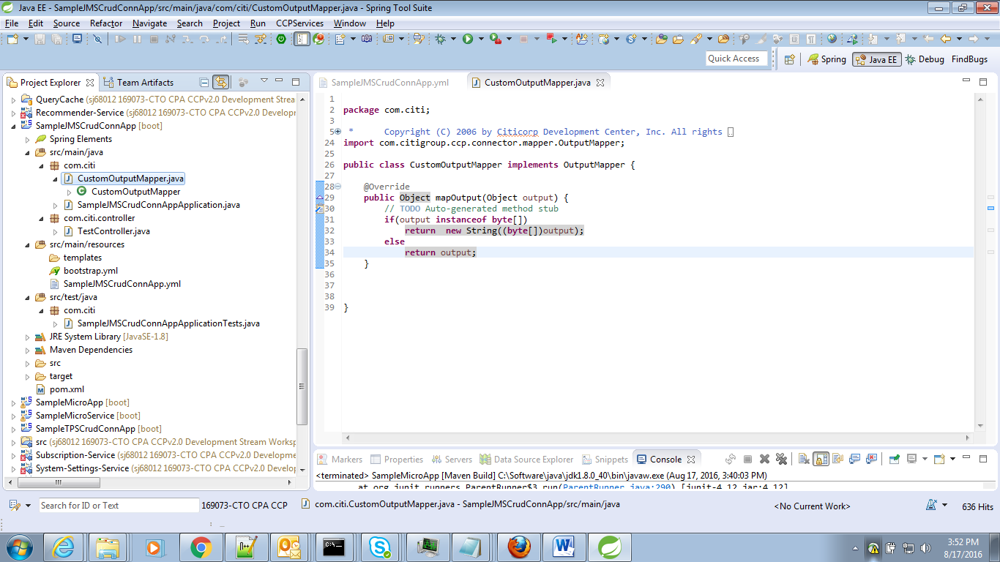 Java EE - SampleJMSCrudConnApp/src/main/java/com/citi/CustomOutputMapper.java - Spring Tool Suite
File Edit Source Refactor Navigate Search Project Run CCPServices Window Help
Quick Access Spring Java EE Debug FindBugs
Project Explorer Team Artifacts
QueryCache (sj68012 169073-CTO CPA CCPv2.0 Development Strea
Recommender-Service (sj68012 169073-CTO CPA CCPv2.0 Developr
SampleJMSCrudConnApp [boot]
Spring Elements
src/main/java
com.citi
CustomOutputMapper.java
CustomOutputMapper
SampleJMSCrudConnAppApplication.java
com.citi.controller
TestController.java
src/main/resources
templates
bootstrap.yml
SampleJMSCrudConnApp.yml
src/test/java
com.citi
SampleJMSCrudConnAppApplicationTests.java
JRE System Library [JavaSE-1.8]
Maven Dependencies
src
target
pom.xml
SampleMicroApp [boot]
SampleMicroService [boot]
SampleTPSCrudConnApp [boot]
src (sj68012 169073-CTO CPA CCPv2.0 Development Stream Worksp
Subscription-Service (sj68012 169073-CTO CPA CCPv2.0 Developme
System-Settings-Service (sj68012 169073-CTO CPA CCPv2.0 Develop
SampleJMSCrudConnApp.yml CustomOutputMapper.java
1
2 package com.citi;
3
5 * Copyright (C) 2006 by Citicorp Development Center, Inc. All rights
24 import com.citigroup.ccp.connector.mapper.OutputMapper;
25
26 public class CustomOutputMapper implements OutputMapper {
27
28 @Override
29 public Object mapOutput(Object output) {
30 // TODO Auto-generated method stub
31 if(output instanceof byte[])
32 return new String((byte[])output);
33 else
34 return output;
35 }
36
37
38
39 }
Markers Properties Servers Data Source Explorer Snippets Console
<terminated> SampleMicroApp [Maven Build] C:\Software\java\jdk1.8.0_40\bin\javaw.exe (Aug 17, 2016, 3:40:03 PM)
at org.junit.runners.ParentRunner$3.run(ParentRunner.java:290) [junit-4.12.jar:4.12]
Search for ID or Text 169073-CTO CPA CCP com.citi.CustomOutputMapper.java - SampleJMSCrudConnApp/src/main/java <No Current Work> 636 Hits
3:52 PM
8/17/2016